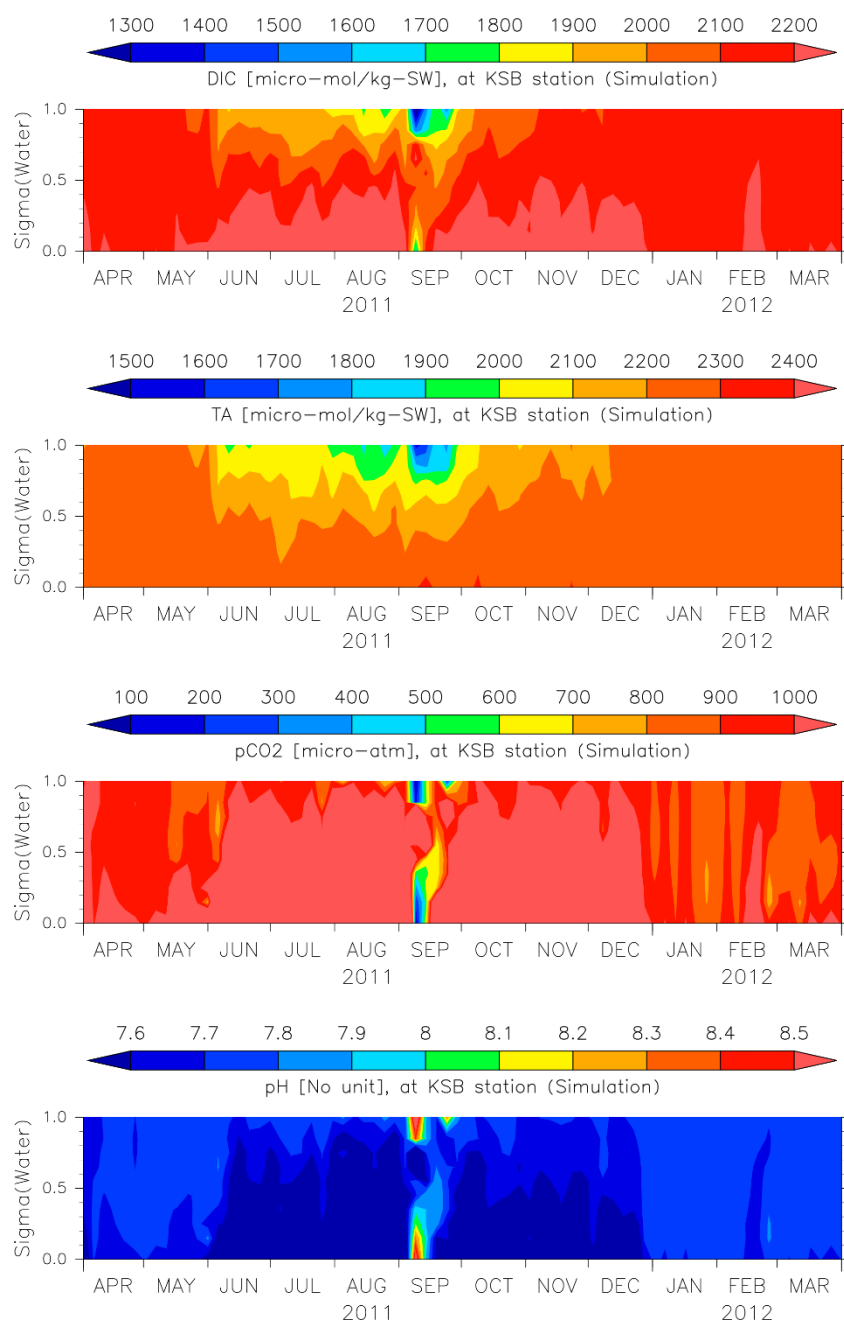 1300 1400 1500 1600 1700 1800 1900 2000 2100 2200
DIC [micro-mol/kg-SW], at KSB station (Simulation)
Sigma(Water)
1.0
0.5
0.0
APR MAY JUN JUL AUG SEP OCT NOV DEC JAN FEB MAR
2011 2012
1500 1600 1700 1800 1900 2000 2100 2200 2300 2400
TA [micro-mol/kg-SW], at KSB station (Simulation)
Sigma(Water)
1.0
0.5
0.0
APR MAY JUN JUL AUG SEP OCT NOV DEC JAN FEB MAR
2011 2012
100 200 300 400 500 600 700 800 900 1000
pCO2 [micro-atm], at KSB station (Simulation)
Sigma(Water)
1.0
0.5
0.0
APR MAY JUN JUL AUG SEP OCT NOV DEC JAN FEB MAR
2011 2012
7.6 7.7 7.8 7.9 8 8.1 8.2 8.3 8.4 8.5
pH [No unit], at KSB station (Simulation)
Sigma(Water)
1.0
0.5
0.0
APR MAY JUN JUL AUG SEP OCT NOV DEC JAN FEB MAR
2011 2012